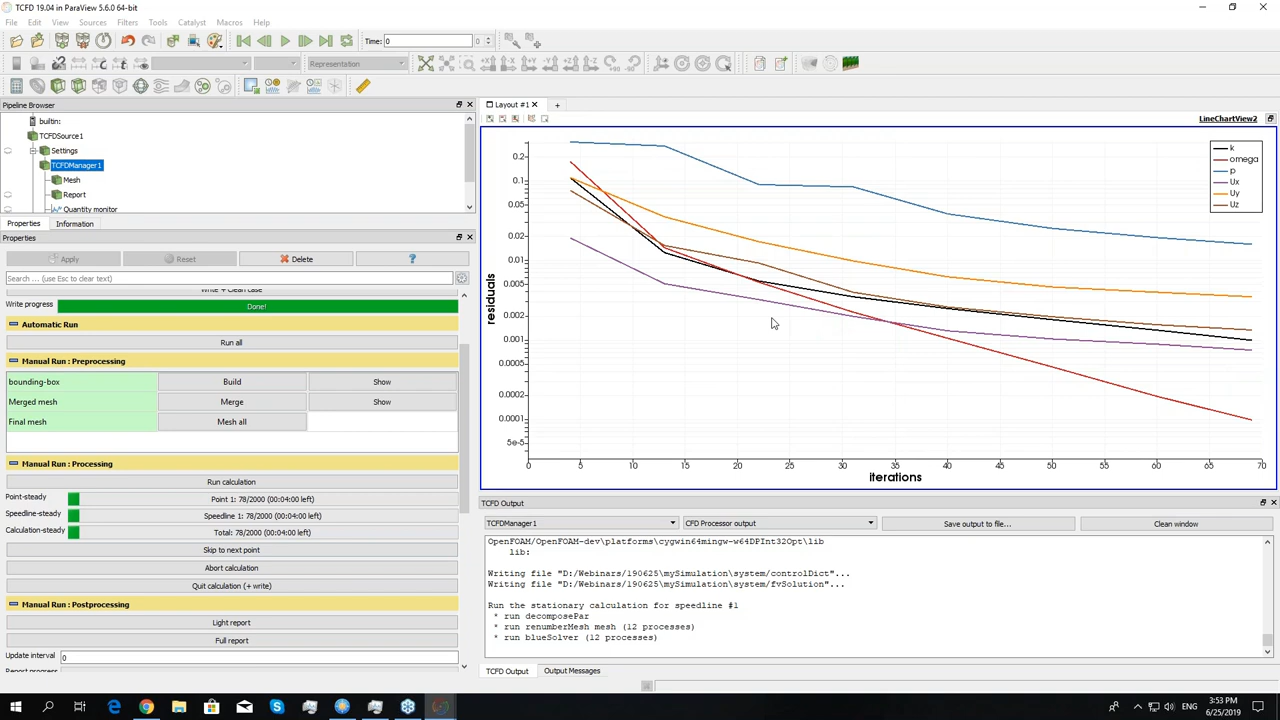 TCFD 19.04 in ParaView 5.6.0 64-bit
File Edit View Sources Filters Tools Catalyst Macros Help
Time: 0 0
Representation
Pipeline Browser
builtin:
TCFDSource1
Settings
TCFDManager1
Mesh
Report
Quantity monitor
Properties Information
Properties
Apply Reset Delete ?
Search ... (use Esc to clear text)
Write + Clean case
Write progress Done!
Automatic Run
Run all
Manual Run : Preprocessing
bounding-box Build Show
Merged mesh Merge Show
Final mesh Mesh all
Manual Run : Processing
Run calculation
Point-steady Point 1: 78/2000 (00:04:00 left)
Speedline-steady Speedline 1: 78/2000 (00:04:00 left)
Calculation-steady Total: 78/2000 (00:04:00 left)
Skip to next point
Abort calculation
Quit calculation (+ write)
Manual Run : Postprocessing
Light report
Full report
Update interval 0
Report progress
Layout #1 +
LineChartView2
k
omega
p
Ux
Uy
Uz
0.2
0.1
0.05
0.02
0.01
0.005
0.002
0.001
0.0005
0.0002
0.0001
5e-5
residuals
0 5 10 15 20 25 30 35 40 45 50 55 60 65 70
iterations
TCFD Output
TCFDManager1 CFD Processor output Save output to file... Clean window
OpenFOAM/OpenFOAM-dev\platforms\cygwin64mingw-w64DPInt32Opt\lib
lib:
Writing file "D:/Webinars/190625\mySimulation\system/controlDict"...
Writing file "D:/Webinars/190625\mySimulation\system/fvSolution"...
Run the stationary calculation for speedline #1
* run decomposePar
* run renumberMesh mesh (12 processes)
* run blueSolver (12 processes)
TCFD Output Output Messages
ENG
3:53 PM
6/25/2019